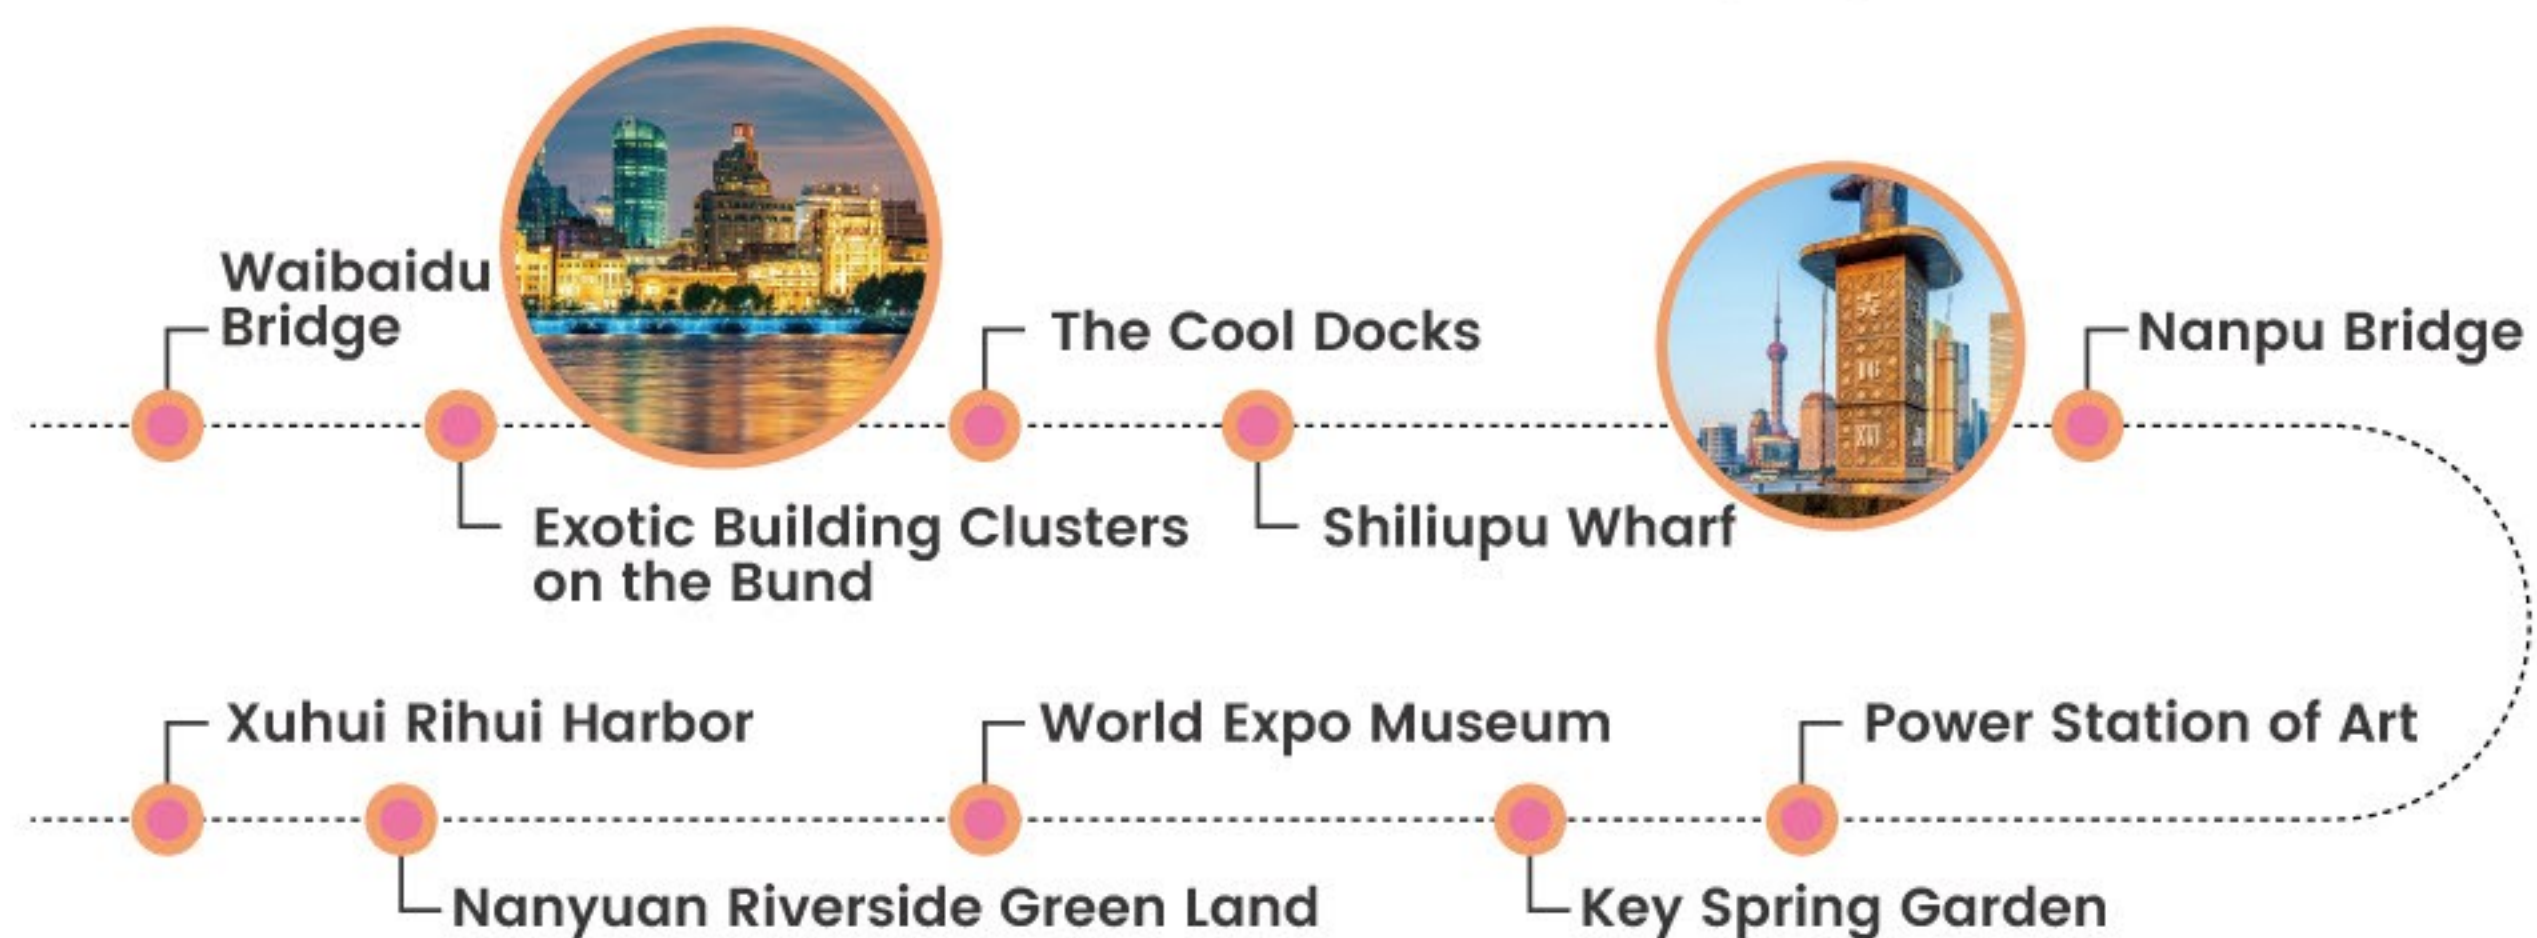 Waibaidu
Bridge
The Cool Docks
Nanpu Bridge
Exotic Building Clusters
on the Bund
Shiliupu Wharf
Xuhui Rihui Harbor
World Expo Museum
Power Station of Art
Nanyuan Riverside Green Land
Key Spring Garden